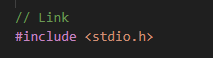 // Link
#include <stdio.h>